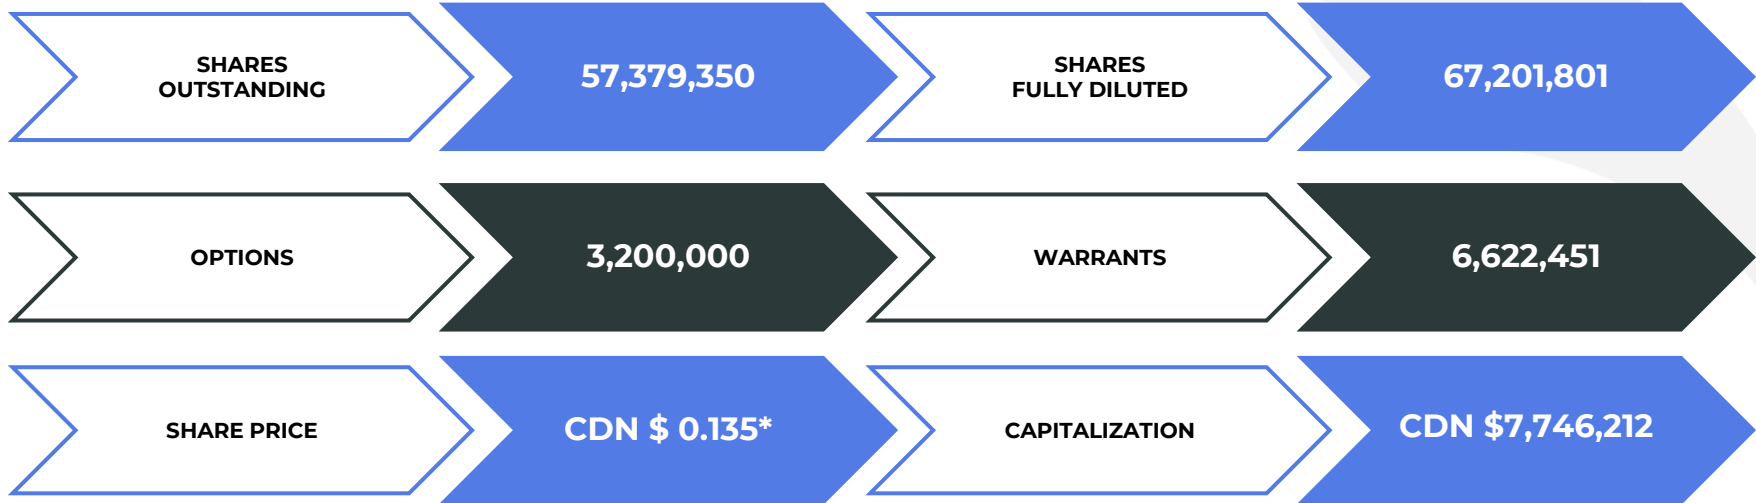 SHARES
OUTSTANDING
57,379,350
SHARES
FULLY DILUTED
67,201,801
OPTIONS
3,200,000
WARRANTS
6,622,451
SHARE PRICE
CDN $ 0.135*
CAPITALIZATION
CDN $7,746,212